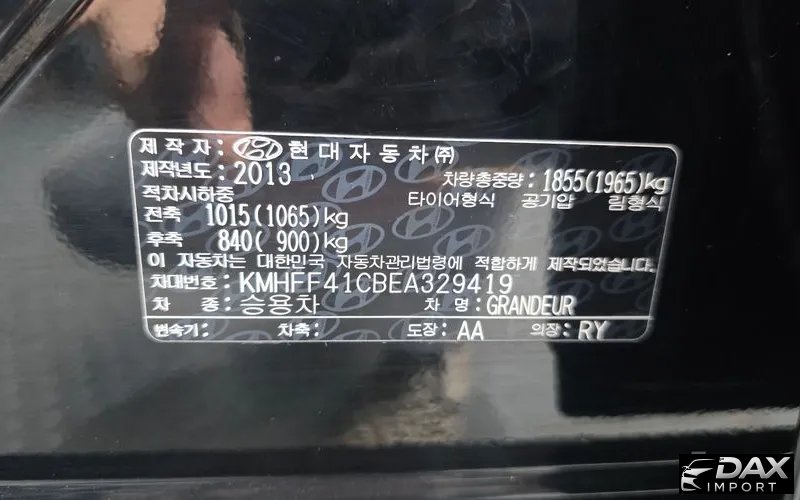 제 작 자 : 현 대 자 동 차 ㈜
제작년도 : 2013 차량총중량 : 1855(1965)kg
적차시하중 타이어형식 공기압 림형식
전축 1015(1065)kg
후축 840( 900)kg
이 자동차는 대한민국 자동차관리법령에 적합하게 제작되었습니다.
차대번호 : KMHFF41CBEA329419
차 종 : 승용차 차 명 : GRANDEUR
변속기 : 차축 : 도장 : AA 의장 : RY
DAX
IMPORT